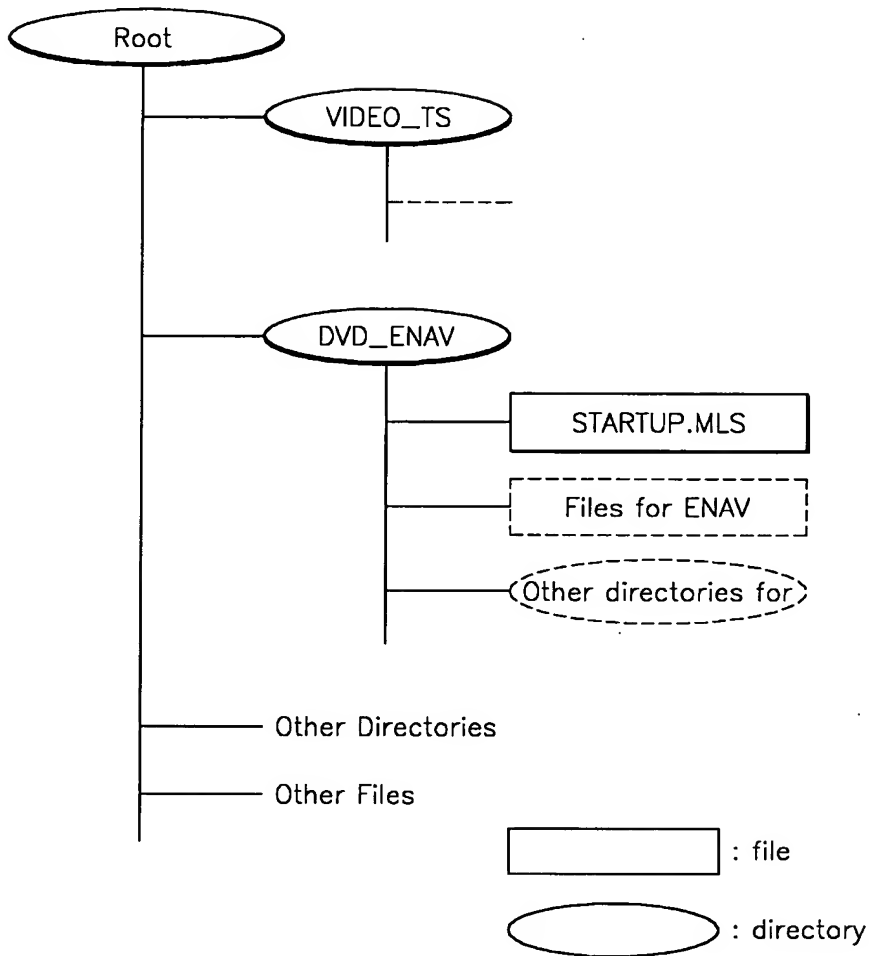 Root
VIDEO_TS
DVD_ENAV
STARTUP.MLS
Files for ENAV
Other directories for
Other Directories
Other Files
: file
: directory